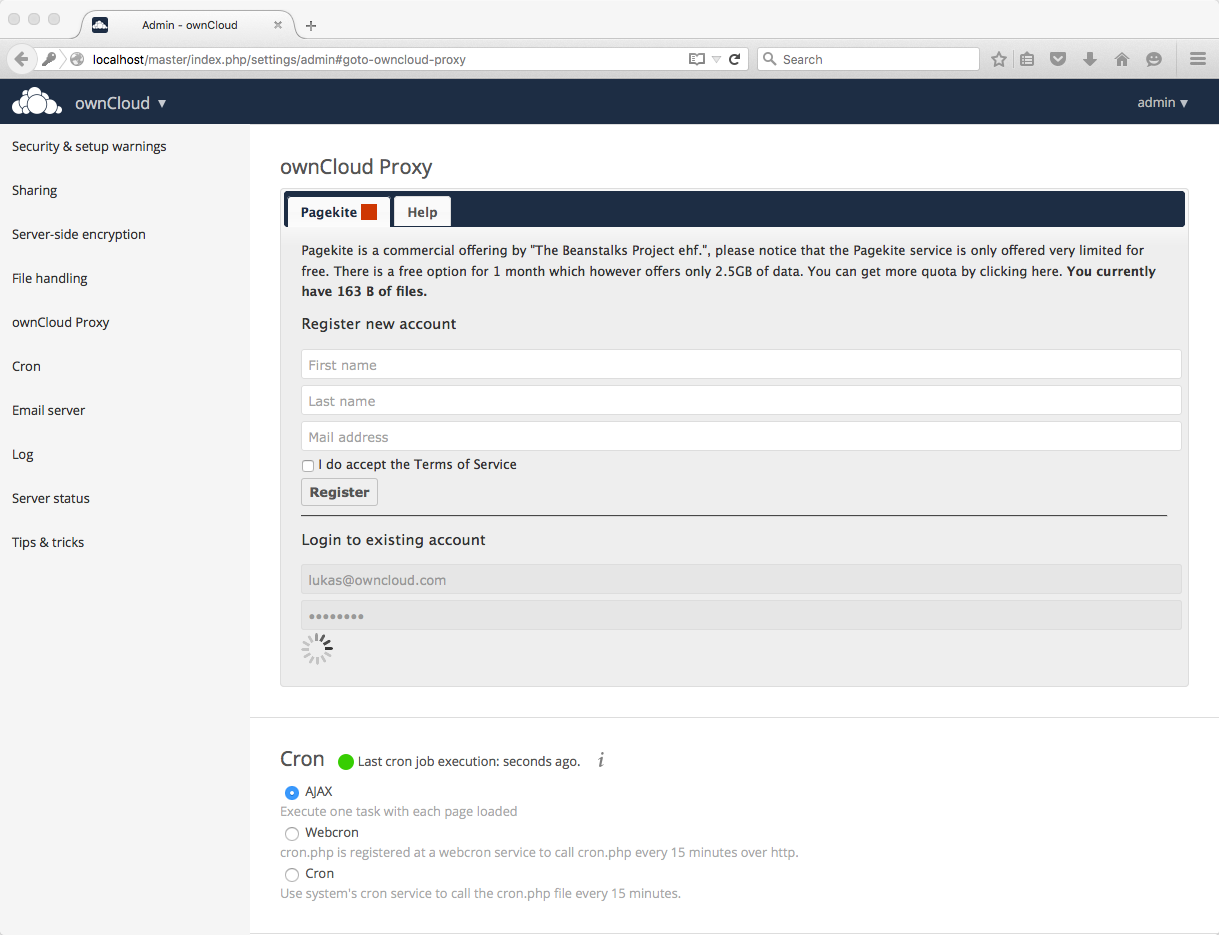 Admin - ownCloud
localhost/master/index.php/settings/admin#goto-owncloud-proxy
Search
ownCloud ▼
admin ▼
Security & setup warnings
Sharing
Server-side encryption
File handling
ownCloud Proxy
Cron
Email server
Log
Server status
Tips & tricks
ownCloud Proxy
Pagekite
Help
Pagekite is a commercial offering by "The Beanstalks Project ehf.", please notice that the Pagekite service is only offered very limited for
free. There is a free option for 1 month which however offers only 2.5GB of data. You can get more quota by clicking here. You currently
have 163 B of files.
Register new account
First name
Last name
Mail address
I do accept the Terms of Service
Register
Login to existing account
lukas@owncloud.com
••••••••
Cron
Last cron job execution: seconds ago.
i
AJAX
Execute one task with each page loaded
Webcron
cron.php is registered at a webcron service to call cron.php every 15 minutes over http.
Cron
Use system's cron service to call the cron.php file every 15 minutes.